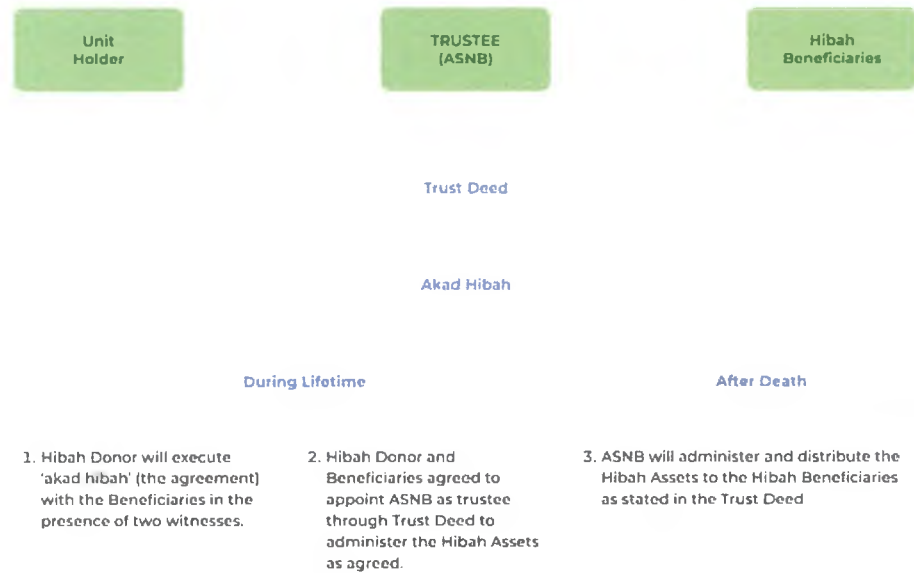 Unit
Holder
TRUSTEE
(ASNB)
Hibah
Beneficiaries
Trust Deed
Akad Hibah
During Lifetime
After Death
1. Hibah Donor will execute
'akad hibah' (the agreement)
with the Beneficiaries in the
presence of two witnesses.
2. Hibah Donor and
Beneficiaries agreed to
appoint ASNB as trustee
through Trust Deed to
administer the Hibah Assets
as agreed.
3. ASNB will administer and distribute the
Hibah Assets to the Hibah Beneficiaries
as stated in the Trust Deed